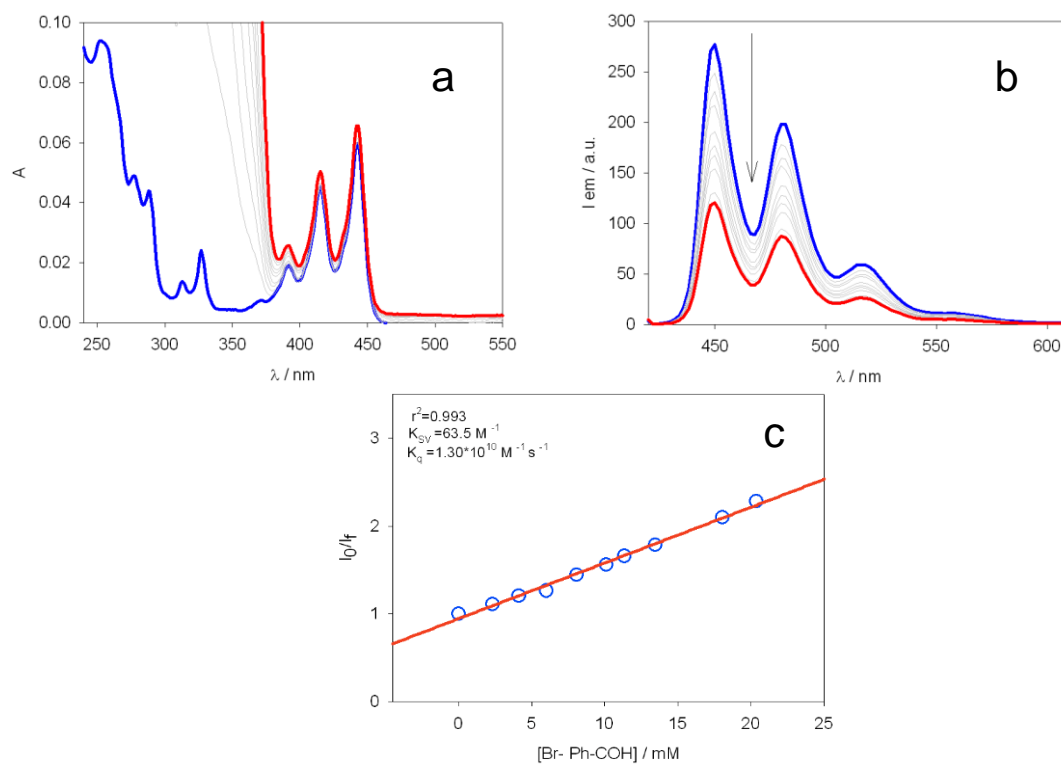 0.10
0.08
0.06
0.04
0.02
0.00
A
a
250 300 350 400 450 500 550
λ / nm
300
250
200
150
100
50
0
I em / a.u.
b
450 500 550 600
λ / nm
r²=0.993
K_SV =63.5 M⁻¹
K_q =1.30*10¹⁰ M⁻¹ s⁻¹
c
3
2
1
0
I₀/I_f
0 5 10 15 20 25
[Br- Ph-COH] / mM